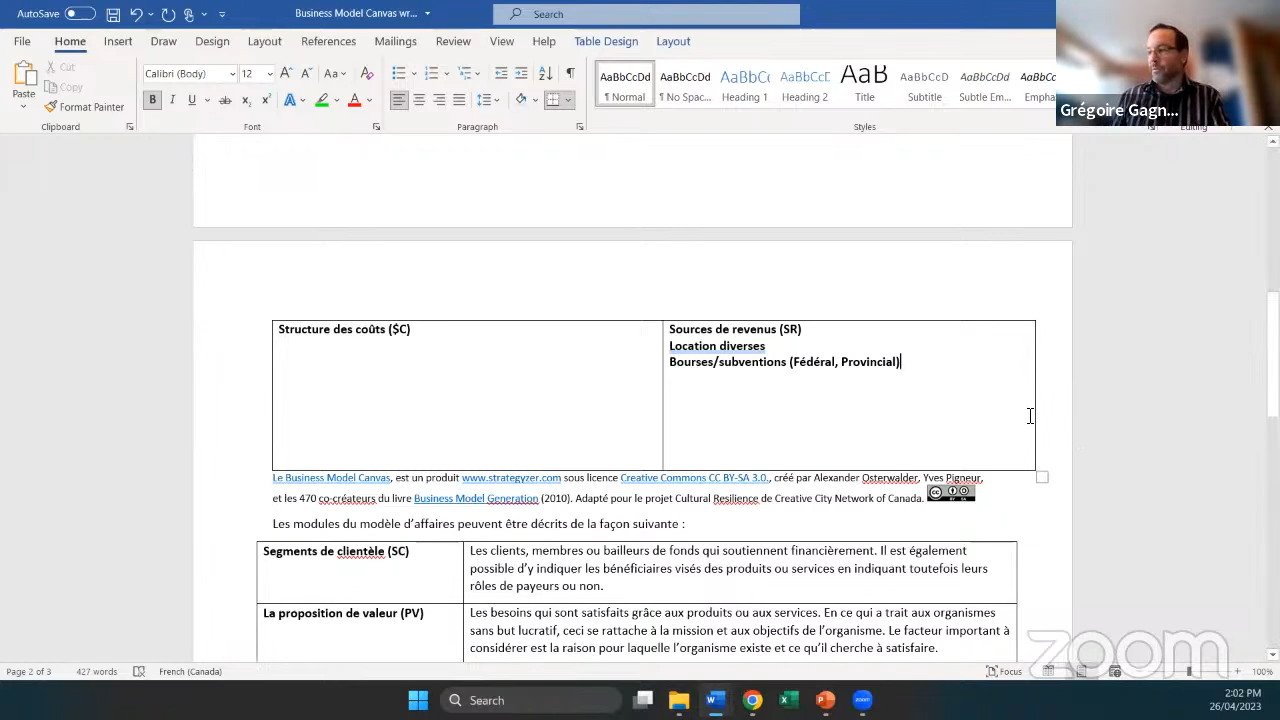 AutoSave Off Business Model Canvas wr... Search
File Home Insert Draw Design Layout References Mailings Review View Help Table Design Layout
Paste Cut Copy Format Painter
Calibri (Body) 12
AaBbCcDd AaBbCcDd AaBbCc AaBbCcD AaB AaBbCcD AaBbCcDd AaBbCcDd
Normal No Spac... Heading 1 Heading 2 Title Subtitle Subtle Em... Empha
Clipboard Font Paragraph Styles Editing
Grégoire Gagn...
Structure des coûts ($C)
Sources de revenus (SR)
Location diverses
Bourses/subventions (Fédéral, Provincial)
Le Business Model Canvas, est un produit www.strategyzer.com sous licence Creative Commons CC BY-SA 3.0., créé par Alexander Osterwalder, Yves Pigneur,
et les 470 co-créateurs du livre Business Model Generation (2010). Adapté pour le projet Cultural Resilience de Creative City Network of Canada.
Les modules du modèle d’affaires peuvent être décrits de la façon suivante :
Segments de clientèle (SC)
Les clients, membres ou bailleurs de fonds qui soutiennent financièrement. Il est également
possible d’y indiquer les bénéficiaires visés des produits ou services en indiquant toutefois leurs
rôles de payeurs ou non.
La proposition de valeur (PV)
Les besoins qui sont satisfaits grâce aux produits ou aux services. En ce qui a trait aux organismes
sans but lucratif, ceci se rattache à la mission et aux objectifs de l’organisme. Le facteur important à
considérer est la raison pour laquelle l’organisme existe et ce qu’il cherche à satisfaire.
zoom
Page 2 of 3 427 words French (Canada) Focus 100%
Search
2:02 PM
26/04/2023